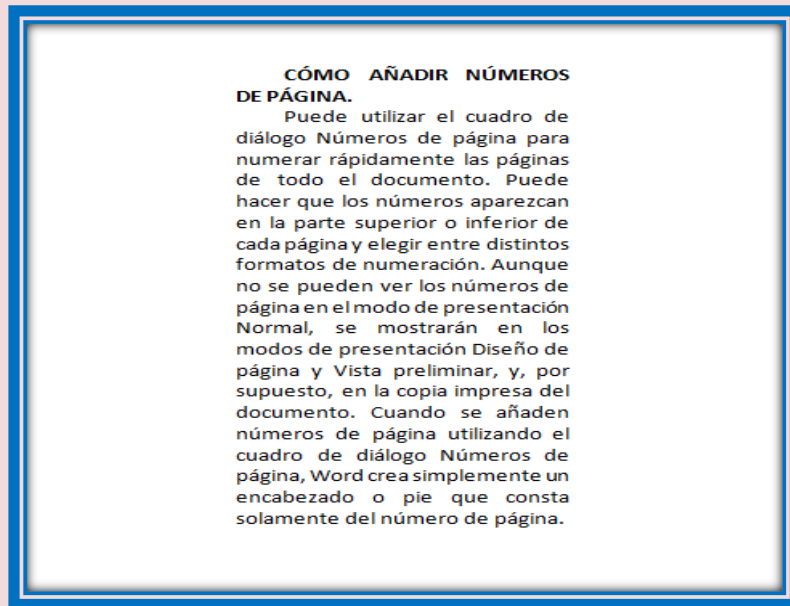 CÓMO AÑADIR NÚMEROS
DE PÁGINA.
Puede utilizar el cuadro de
diálogo Números de página para
numerar rápidamente las páginas
de todo el documento. Puede
hacer que los números aparezcan
en la parte superior o inferior de
cada página y elegir entre distintos
formatos de numeración. Aunque
no se pueden ver los números de
página en el modo de presentación
Normal, se mostrarán en los
modos de presentación Diseño de
página y Vista preliminar, y, por
supuesto, en la copia impresa del
documento. Cuando se añaden
números de página utilizando el
cuadro de diálogo Números de
página, Word crea simplemente un
encabezado o pie que consta
solamente del número de página.